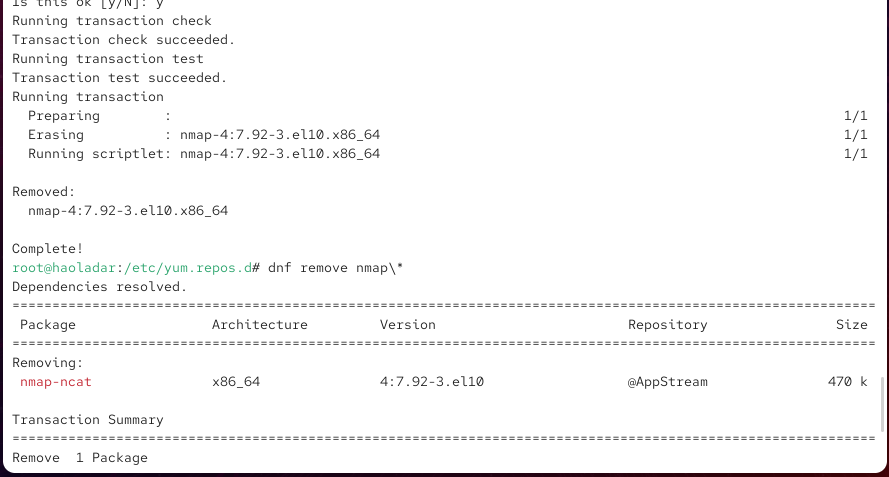 Is this ok [y/N]: y
Running transaction check
Transaction check succeeded.
Running transaction test
Transaction test succeeded.
Running transaction
  Preparing        :                                                                                    1/1
  Erasing          : nmap-4:7.92-3.el10.x86_64                                                          1/1
  Running scriptlet: nmap-4:7.92-3.el10.x86_64                                                          1/1

Removed:
  nmap-4:7.92-3.el10.x86_64

Complete!
root@haoladar:/etc/yum.repos.d# dnf remove nmap\*
Dependencies resolved.
============================================================================================================
 Package                 Architecture         Version                        Repository                Size
============================================================================================================
Removing:
 nmap-ncat               x86_64               4:7.92-3.el10                  @AppStream               470 k

Transaction Summary
============================================================================================================
Remove  1 Package